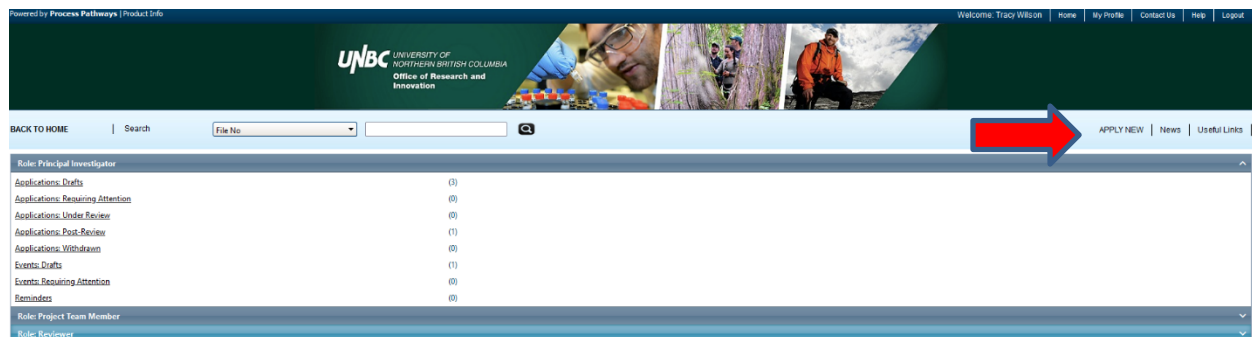 Powered by Process Pathways | Product Info
Welcome: Tracy Wilson | Home | My Profile | Contact Us | Help | Logout
UNBC UNIVERSITY OF
NORTHERN BRITISH COLUMBIA
Office of Research and
Innovation
BACK TO HOME | Search File No APPLY NEW | News | Useful Links |
Role: Principal Investigator
Applications: Drafts (3)
Applications: Requiring Attention (0)
Applications: Under Review (0)
Applications: Post-Review (1)
Applications: Withdrawn (0)
Events: Drafts (1)
Events: Requiring Attention (0)
Reminders (0)
Role: Project Team Member
Role: Reviewer